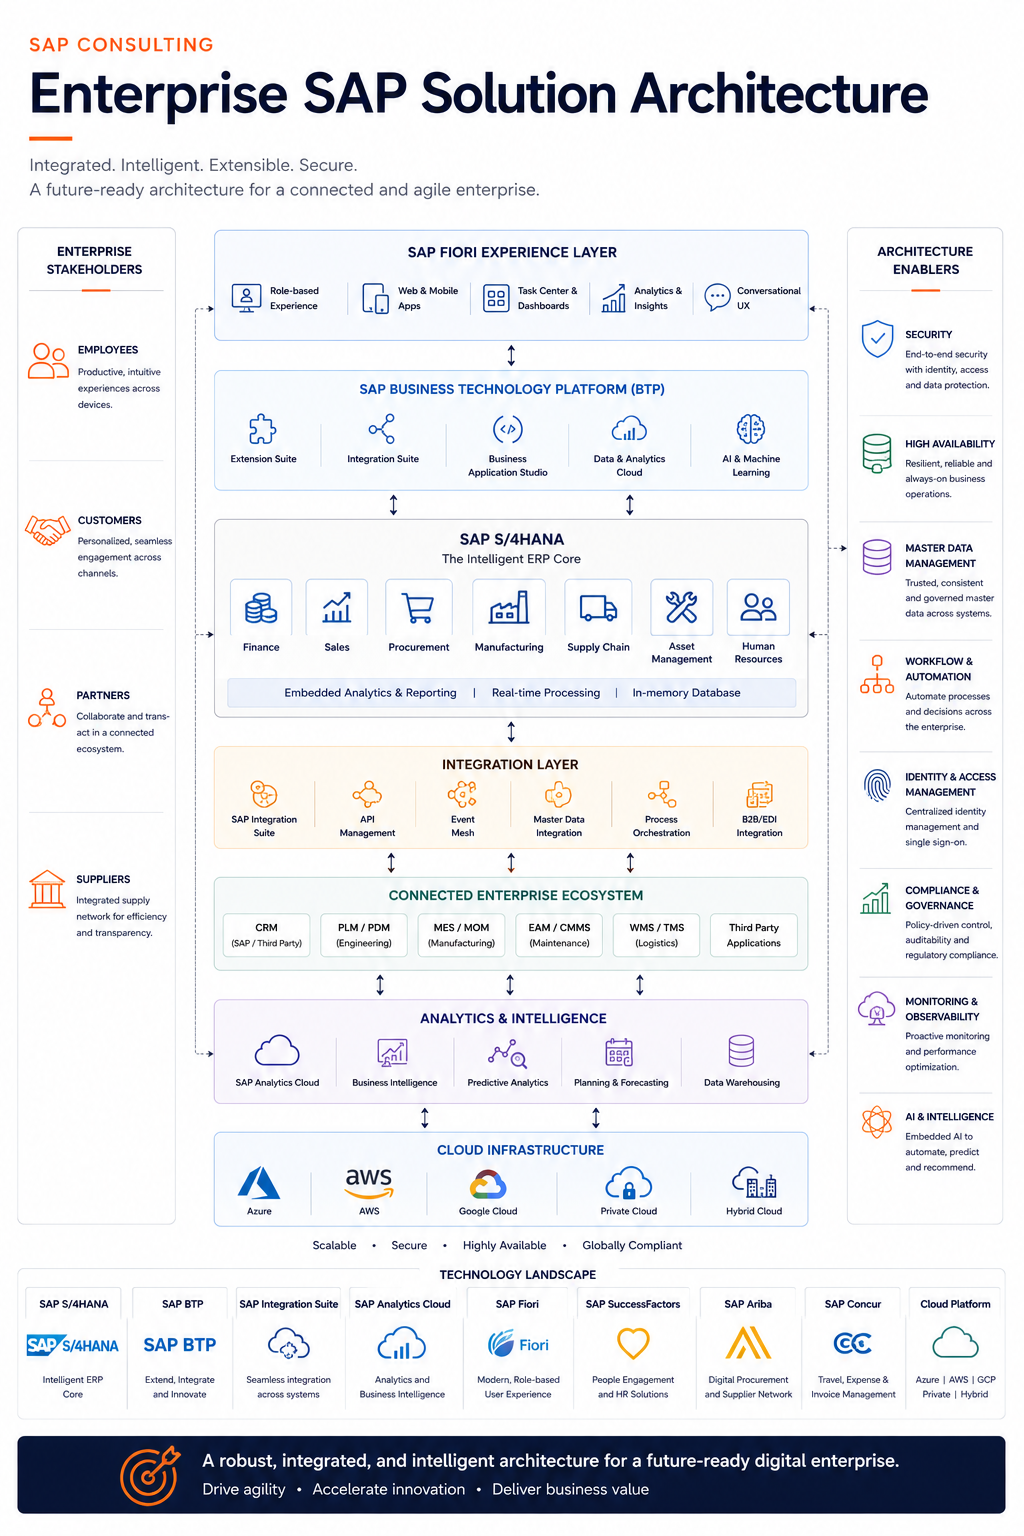 SAP CONSULTING
Enterprise SAP Solution Architecture
Integrated. Intelligent. Extensible. Secure.
A future-ready architecture for a connected and agile enterprise.
ENTERPRISE
STAKEHOLDERS
EMPLOYEES
Productive, intuitive
experiences across
devices.
CUSTOMERS
Personalized, seamless
engagement across
channels.
PARTNERS
Collaborate and trans-
act in a connected
ecosystem.
SUPPLIERS
Integrated supply
network for efficiency
and transparency.
SAP FIORI EXPERIENCE LAYER
Role-based
Experience
Web & Mobile
Apps
Task Center &
Dashboards
Analytics &
Insights
Conversational
UX
SAP BUSINESS TECHNOLOGY PLATFORM (BTP)
Extension Suite
Integration Suite
Business
Application Studio
Data & Analytics
Cloud
AI & Machine
Learning
SAP S/4HANA
The Intelligent ERP Core
Finance
Sales
Procurement
Manufacturing
Supply Chain
Asset
Management
Human
Resources
Embedded Analytics & Reporting | Real-time Processing | In-memory Database
INTEGRATION LAYER
SAP Integration
Suite
API
Management
Event
Mesh
Master Data
Integration
Process
Orchestration
B2B/EDI
Integration
CONNECTED ENTERPRISE ECOSYSTEM
CRM
(SAP / Third Party)
PLM / PDM
(Engineering)
MES / MOM
(Manufacturing)
EAM / CMMS
(Maintenance)
WMS / TMS
(Logistics)
Third Party
Applications
ANALYTICS & INTELLIGENCE
SAP Analytics Cloud
Business Intelligence
Predictive Analytics
Planning & Forecasting
Data Warehousing
CLOUD INFRASTRUCTURE
Azure
aws
AWS
Google Cloud
Private Cloud
Hybrid Cloud
Scalable • Secure • Highly Available • Globally Compliant
ARCHITECTURE
ENABLERS
SECURITY
End-to-end security
with identity, access
and data protection.
HIGH AVAILABILITY
Resilient, reliable and
always-on business
operations.
MASTER DATA
MANAGEMENT
Trusted, consistent
and governed master
data across systems.
WORKFLOW &
AUTOMATION
Automate processes
and decisions across
the enterprise.
IDENTITY & ACCESS
MANAGEMENT
Centralized identity
management and
single sign-on.
COMPLIANCE &
GOVERNANCE
Policy-driven control,
auditability and
regulatory compliance.
MONITORING &
OBSERVABILITY
Proactive monitoring
and performance
optimization.
AI & INTELLIGENCE
Embedded AI to
automate, predict
and recommend.
TECHNOLOGY LANDSCAPE
SAP S/4HANA
SAP S/4HANA
Intelligent ERP
Core
SAP BTP
SAP BTP
Extend, Integrate
and Innovate
SAP Integration Suite
Seamless integration
across systems
SAP Analytics Cloud
Analytics and
Business Intelligence
SAP Fiori
Fiori
Modern, Role-based
User Experience
SAP SuccessFactors
People Engagement
and HR Solutions
SAP Ariba
Digital Procurement
and Supplier Network
SAP Concur
Travel, Expense &
Invoice Management
Cloud Platform
Azure | AWS | GCP
Private | Hybrid
A robust, integrated, and intelligent architecture for a future-ready digital enterprise.
Drive agility • Accelerate innovation • Deliver business value